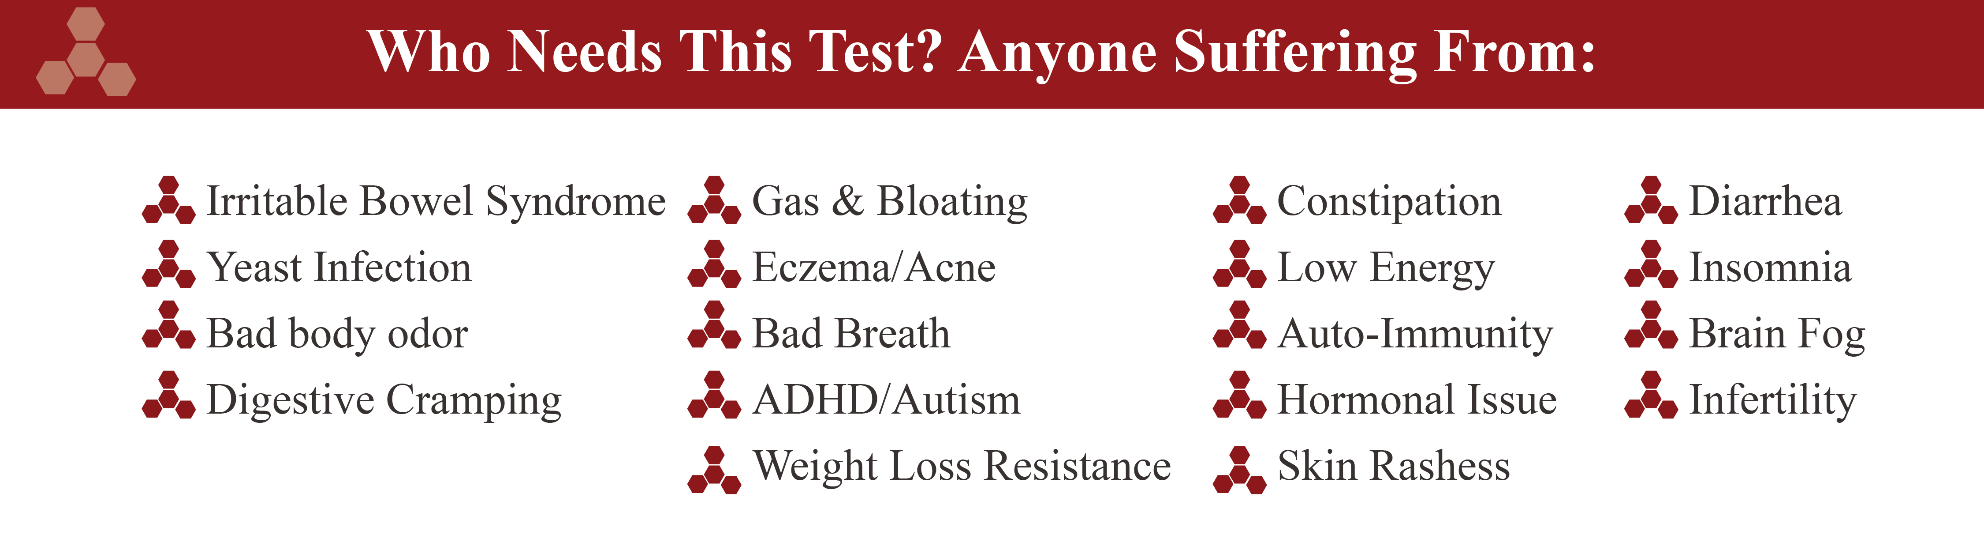 Who Needs This Test? Anyone Suffering From:
Irritable Bowel Syndrome
Yeast Infection
Bad body odor
Digestive Cramping
Gas & Bloating
Eczema/Acne
Bad Breath
ADHD/Autism
Weight Loss Resistance
Constipation
Low Energy
Auto-Immunity
Hormonal Issue
Skin Rashess
Diarrhea
Insomnia
Brain Fog
Infertility